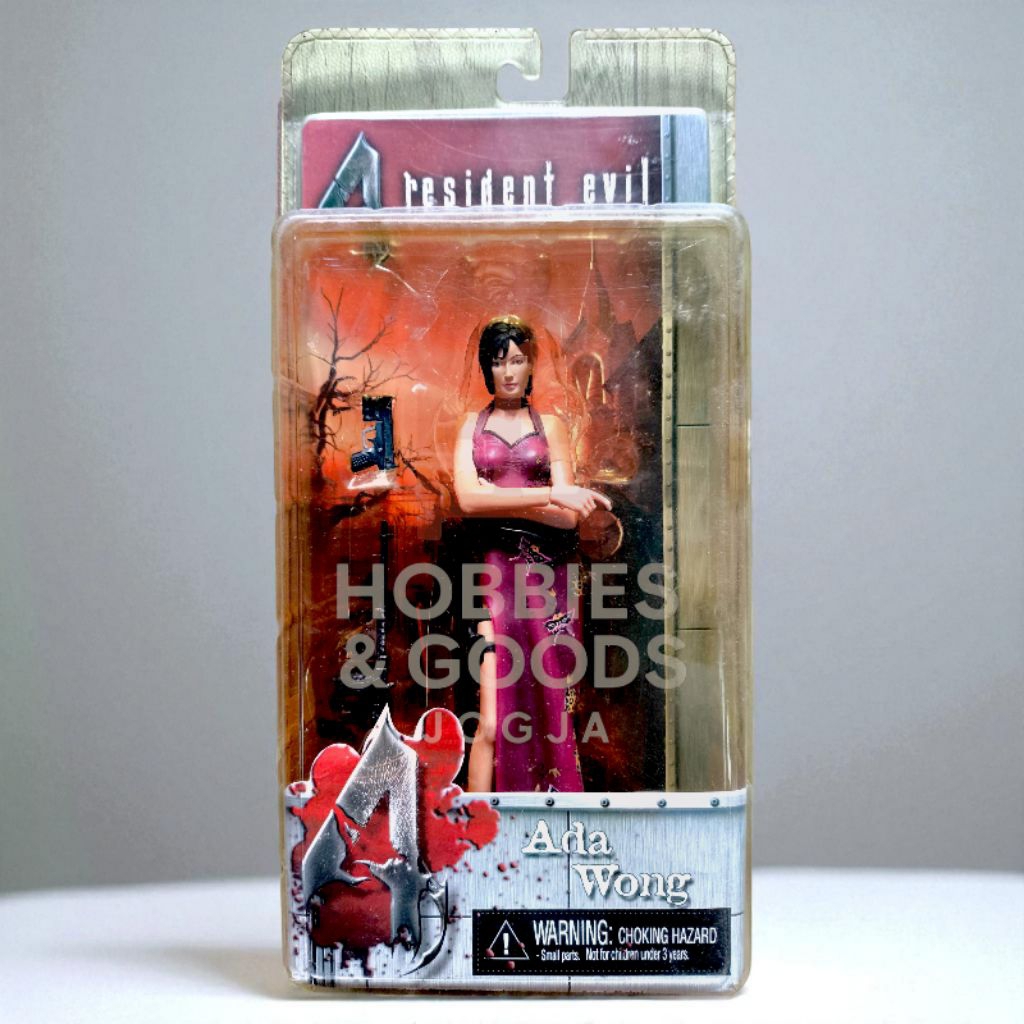 4 resident evil
HOBBIES
& GOODS
JOGJA
4
Ada
Wong
WARNING: CHOKING HAZARD
- Small parts. Not for children under 3 years.